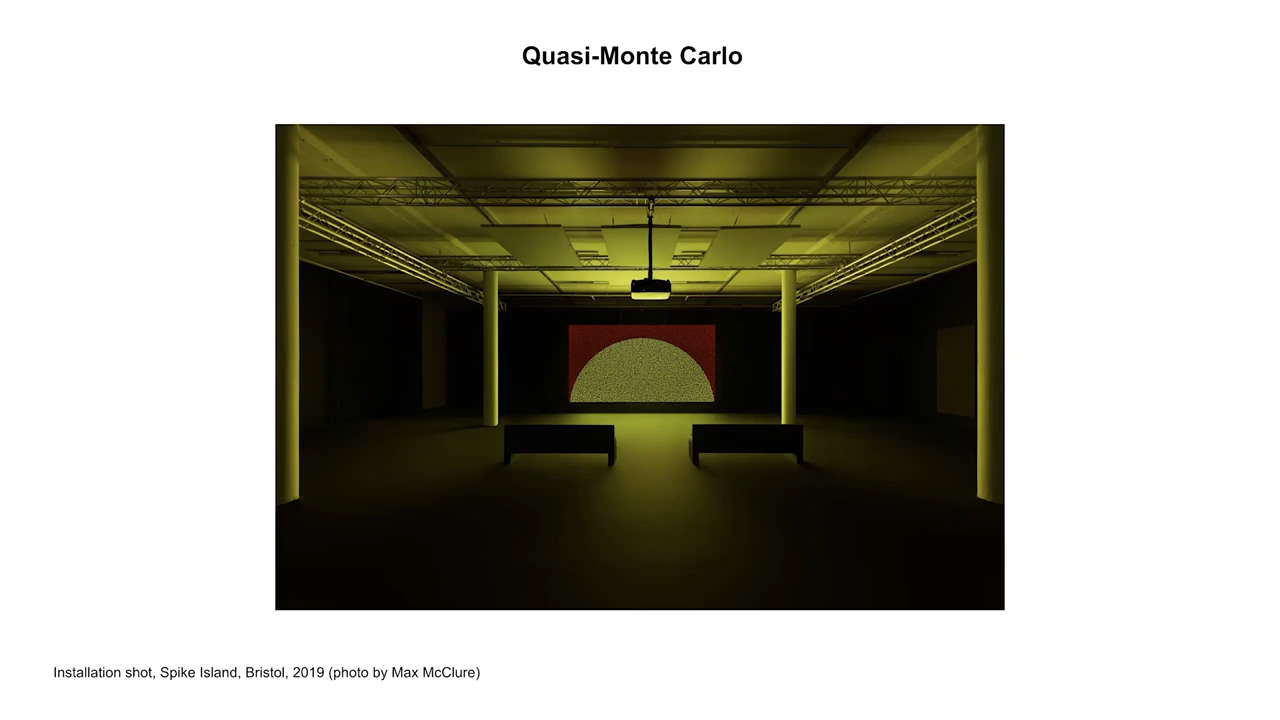 Quasi-Monte Carlo
Installation shot, Spike Island, Bristol, 2019 (photo by Max McClure)